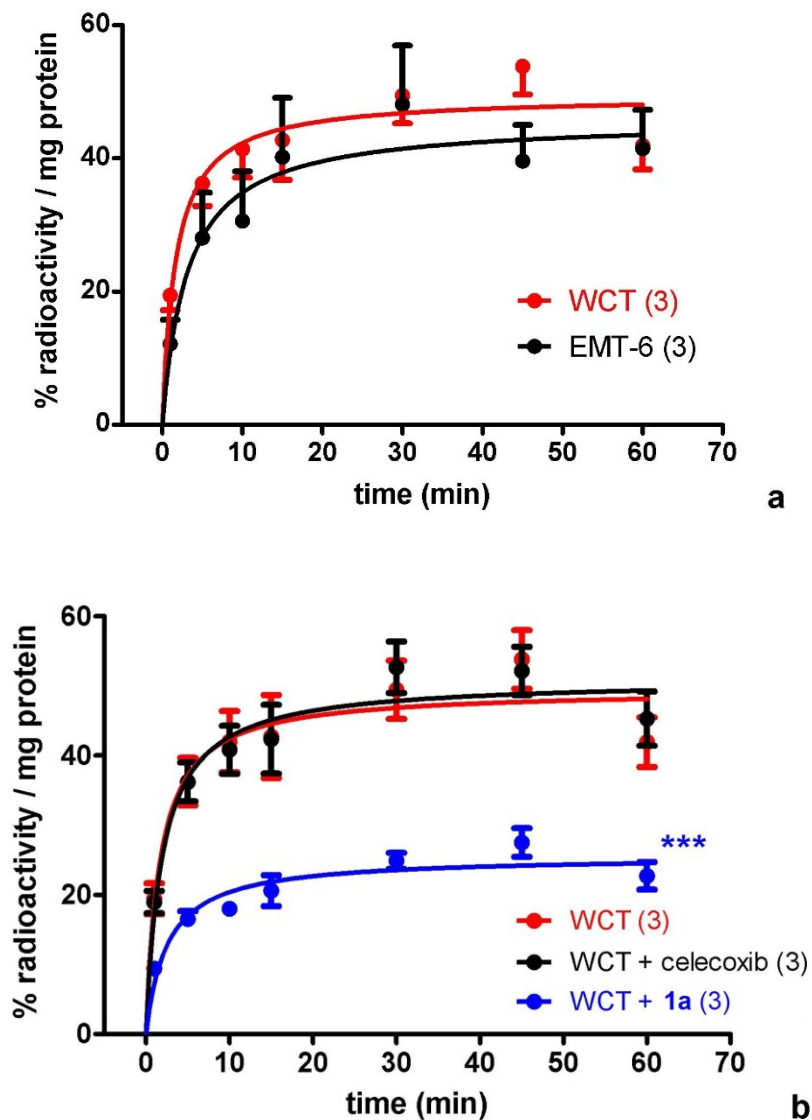 % radioactivity / mg protein
60
40
20
0
WCT (3)
EMT-6 (3)
0 10 20 30 40 50 60 70
time (min)
a
% radioactivity / mg protein
60
40
20
0
***
WCT (3)
WCT + celecoxib (3)
WCT + 1a (3)
0 10 20 30 40 50 60 70
time (min)
b